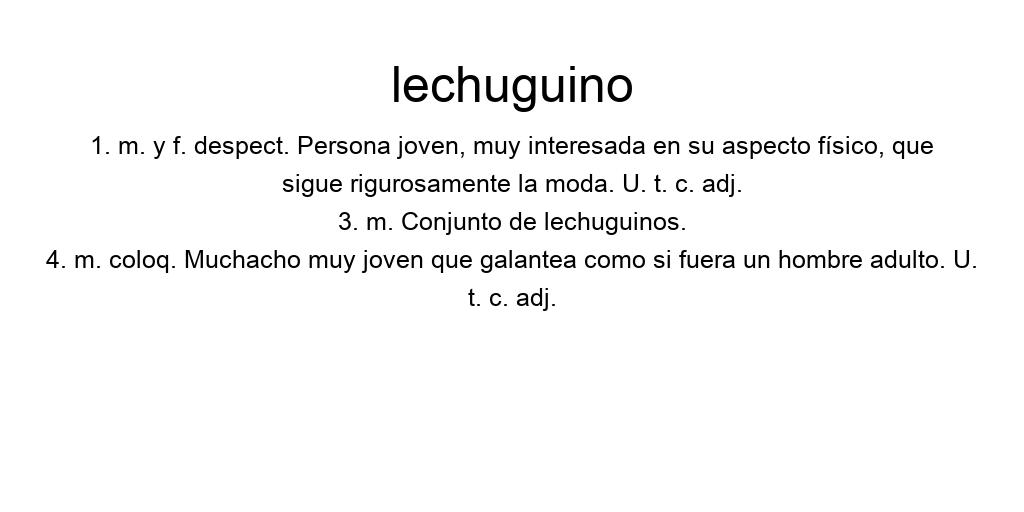 lechuguino
1. m. y f. despect. Persona joven, muy interesada en su aspecto físico, que
sigue rigurosamente la moda. U. t. c. adj.
3. m. Conjunto de lechuguinos.
4. m. coloq. Muchacho muy joven que galantea como si fuera un hombre adulto. U.
t. c. adj.